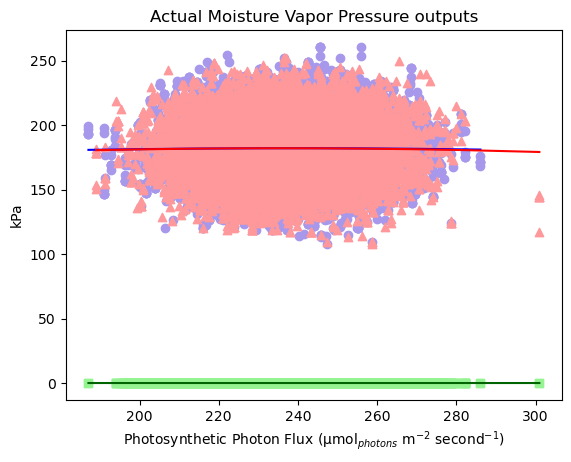 Actual Moisture Vapor Pressure outputs
250
200
150
100
50
0
kPa
200 220 240 260 280 300
Photosynthetic Photon Flux (μmol$_{photons}$ m$^{-2}$ second$^{-1}$)